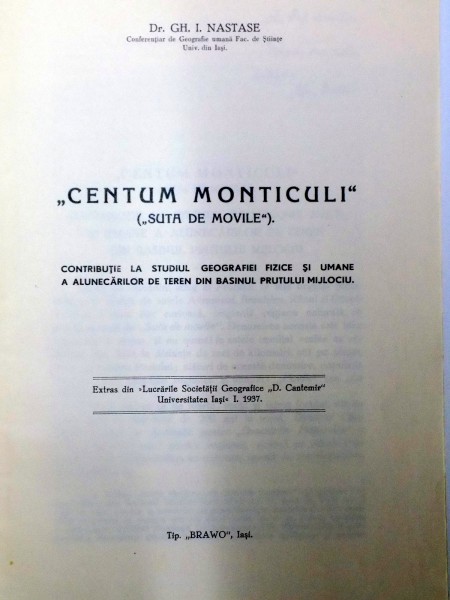 Dr. GH. I. NASTASE
Conferențiar de Geografie umană Fac. de Științe
Univ. din Iași.
„CENTUM MONTICULI“
(„SUTA DE MOVILE“).
CONTRIBUȚIE LA STUDIUL GEOGRAFIEI FIZICE ȘI UMANE
A ALUNECĂRILOR DE TEREN DIN BASINUL PRUTULUI MIJLOCIU.
Extras din »Lucrările Societății Geografice „D. Cantemir“
Universitatea Iași« I. 1937.
Tip. „BRAWO“, Iași.